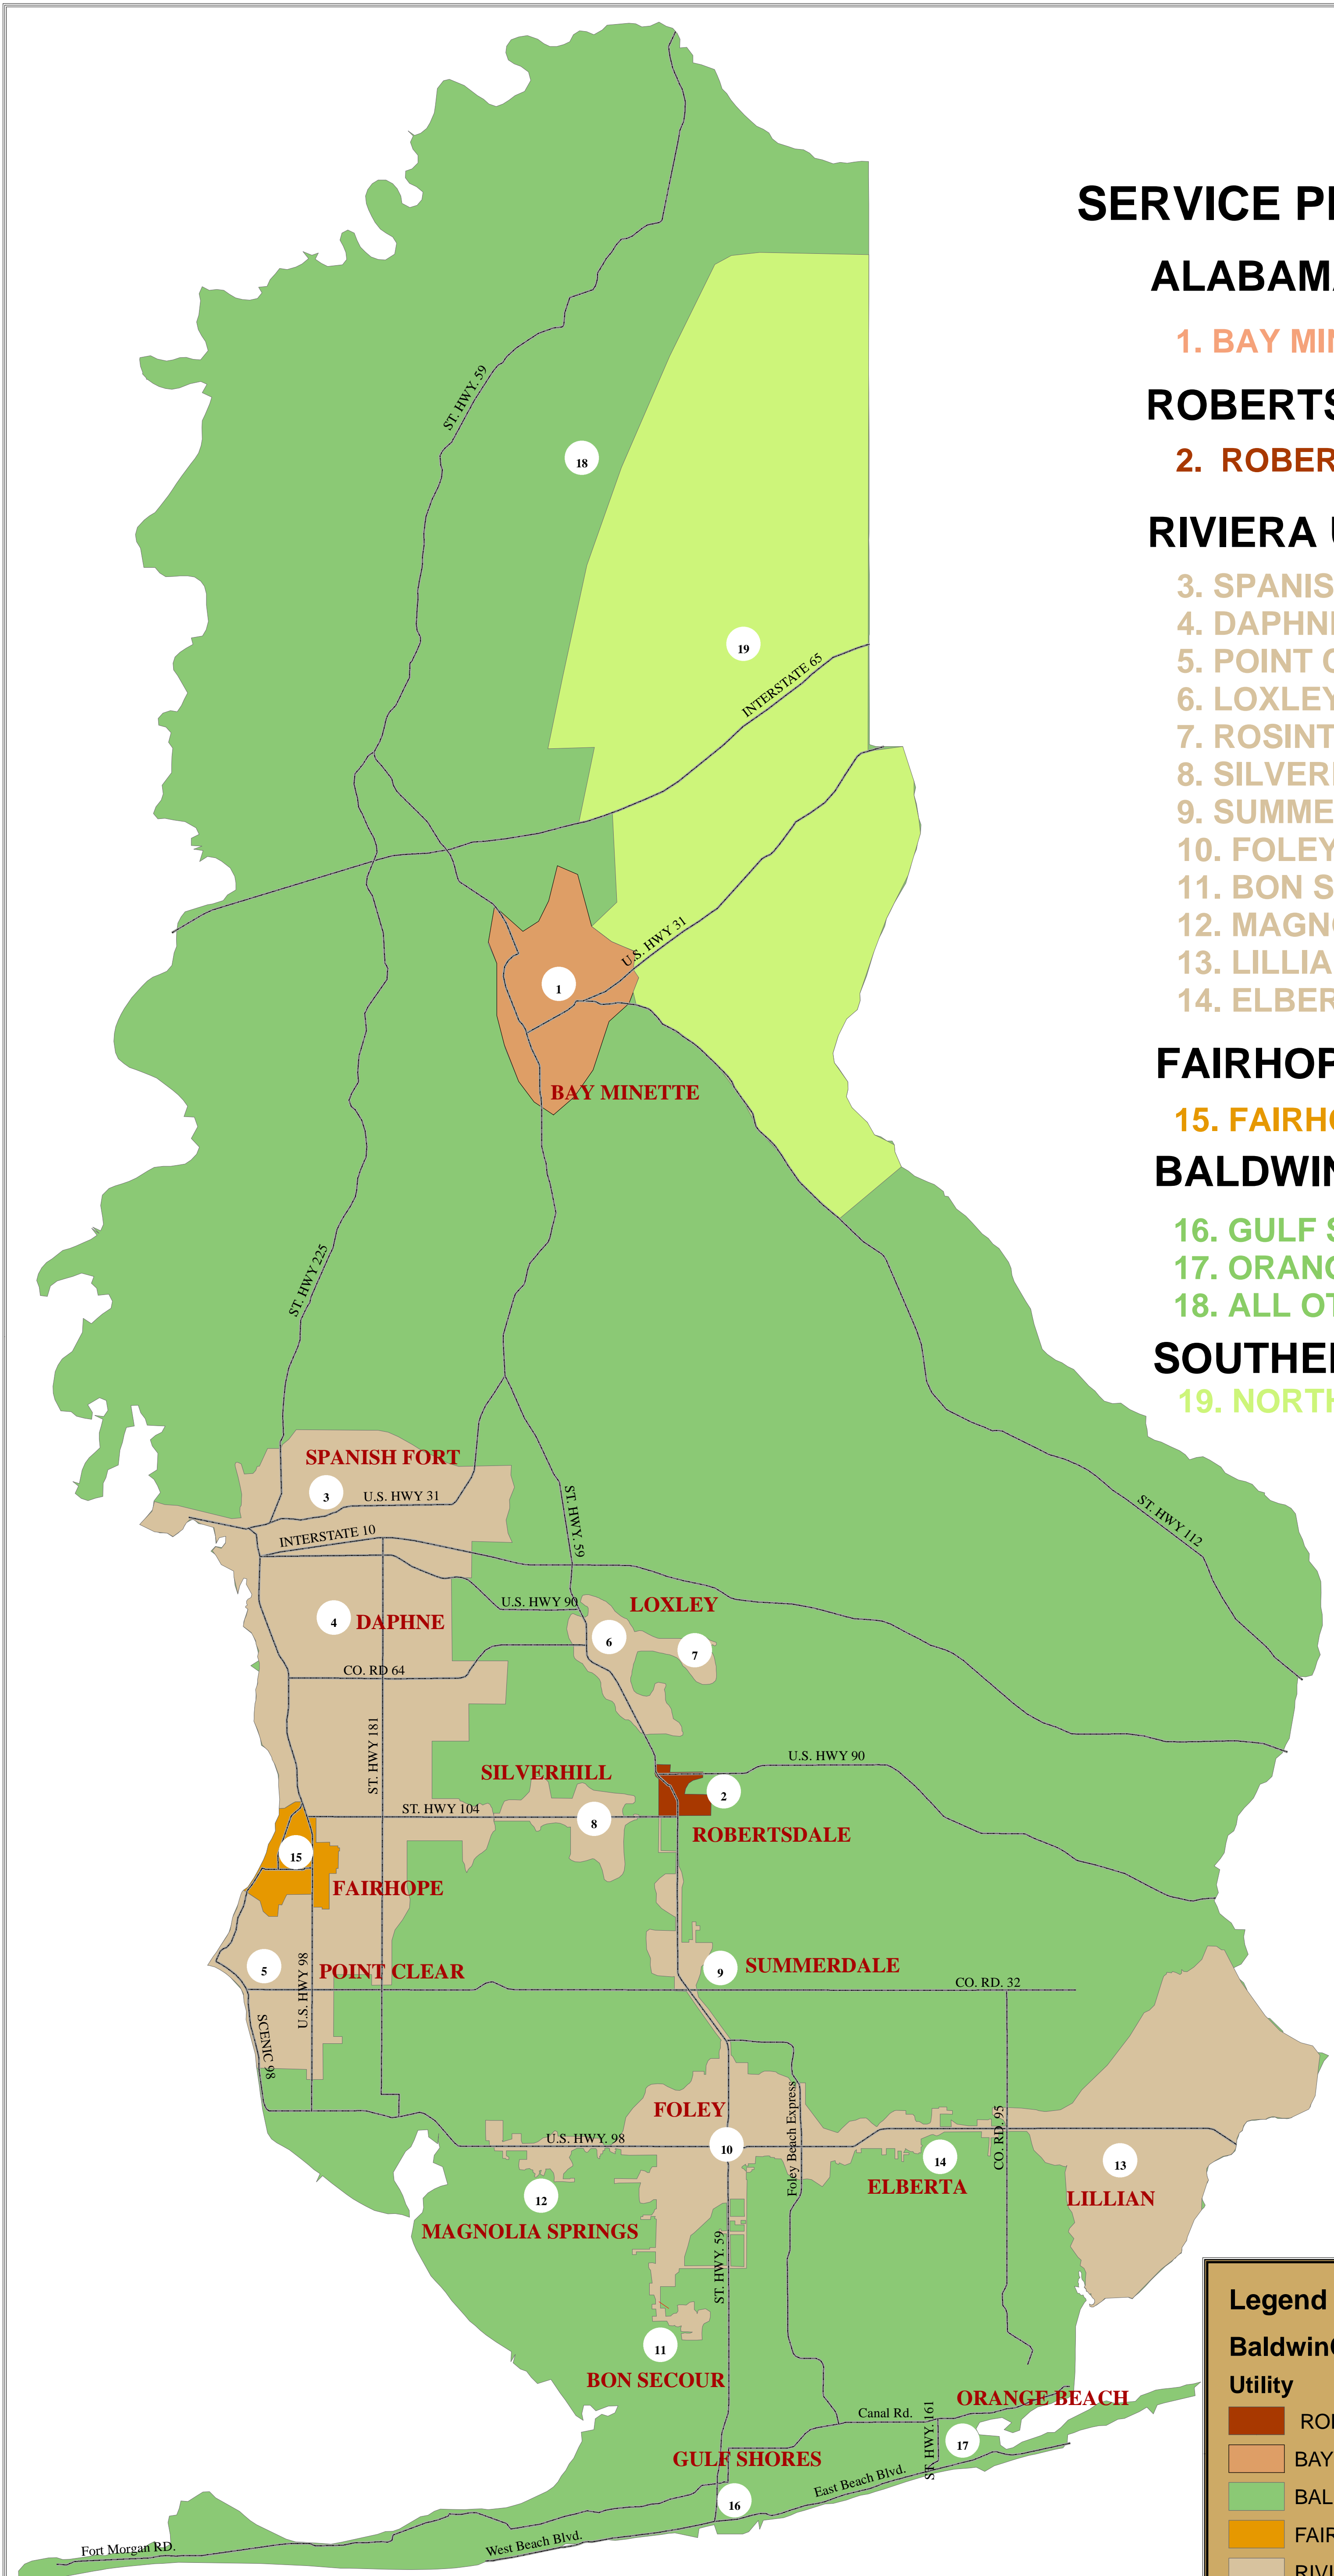 SERVICE
ALABAMA
1. BAY
ROBERTS
2. ROBER
RIVIERA
3. SPANIS
4. DAPHNE
5. POINT
6. LOXLEY
7. ROSINT
8. SILVER
9. SUMME
10. FOLEY
11. BON S
12. MAGNO
13. LILLIA
14. ELBER
FAIRHOP
15. FAIRHO
BALDWIN
16. GULF S
17. ORANG
18. ALL OT
SOUTHE
19. NORTH
ST. HWY. 59
18
19
INTERSTATE 65
U.S. HWY 31
1
BAY MINETTE
ST. HWY 225
SPANISH FORT
3
U.S. HWY 31
INTERSTATE 10
ST. HWY. 59
ST. HWY 112
4
DAPHNE
U.S. HWY 90
LOXLEY
6
7
CO. RD 64
ST. HWY 181
SILVERHILL
U.S. HWY 90
2
ST. HWY 104
8
ROBERTSDALE
15
FAIRHOPE
5
POINT CLEAR
U.S. HWY 98
SCENIC 98
9
SUMMERDALE
CO. RD. 32
FOLEY
Foley Beach Express
CO. RD. 95
U.S. HWY. 98
10
14
ELBERTA
13
LILLIAN
12
MAGNOLIA SPRINGS
ST. HWY. 59
11
BON SECOUR
ORANGE BEACH
Canal Rd.
ST. HWY. 161
17
GULF SHORES
East Beach Blvd.
16
West Beach Blvd.
Fort Morgan RD.
Legend
Baldwin
Utility
ROB
BAY
BAL
FAIR
RIVI